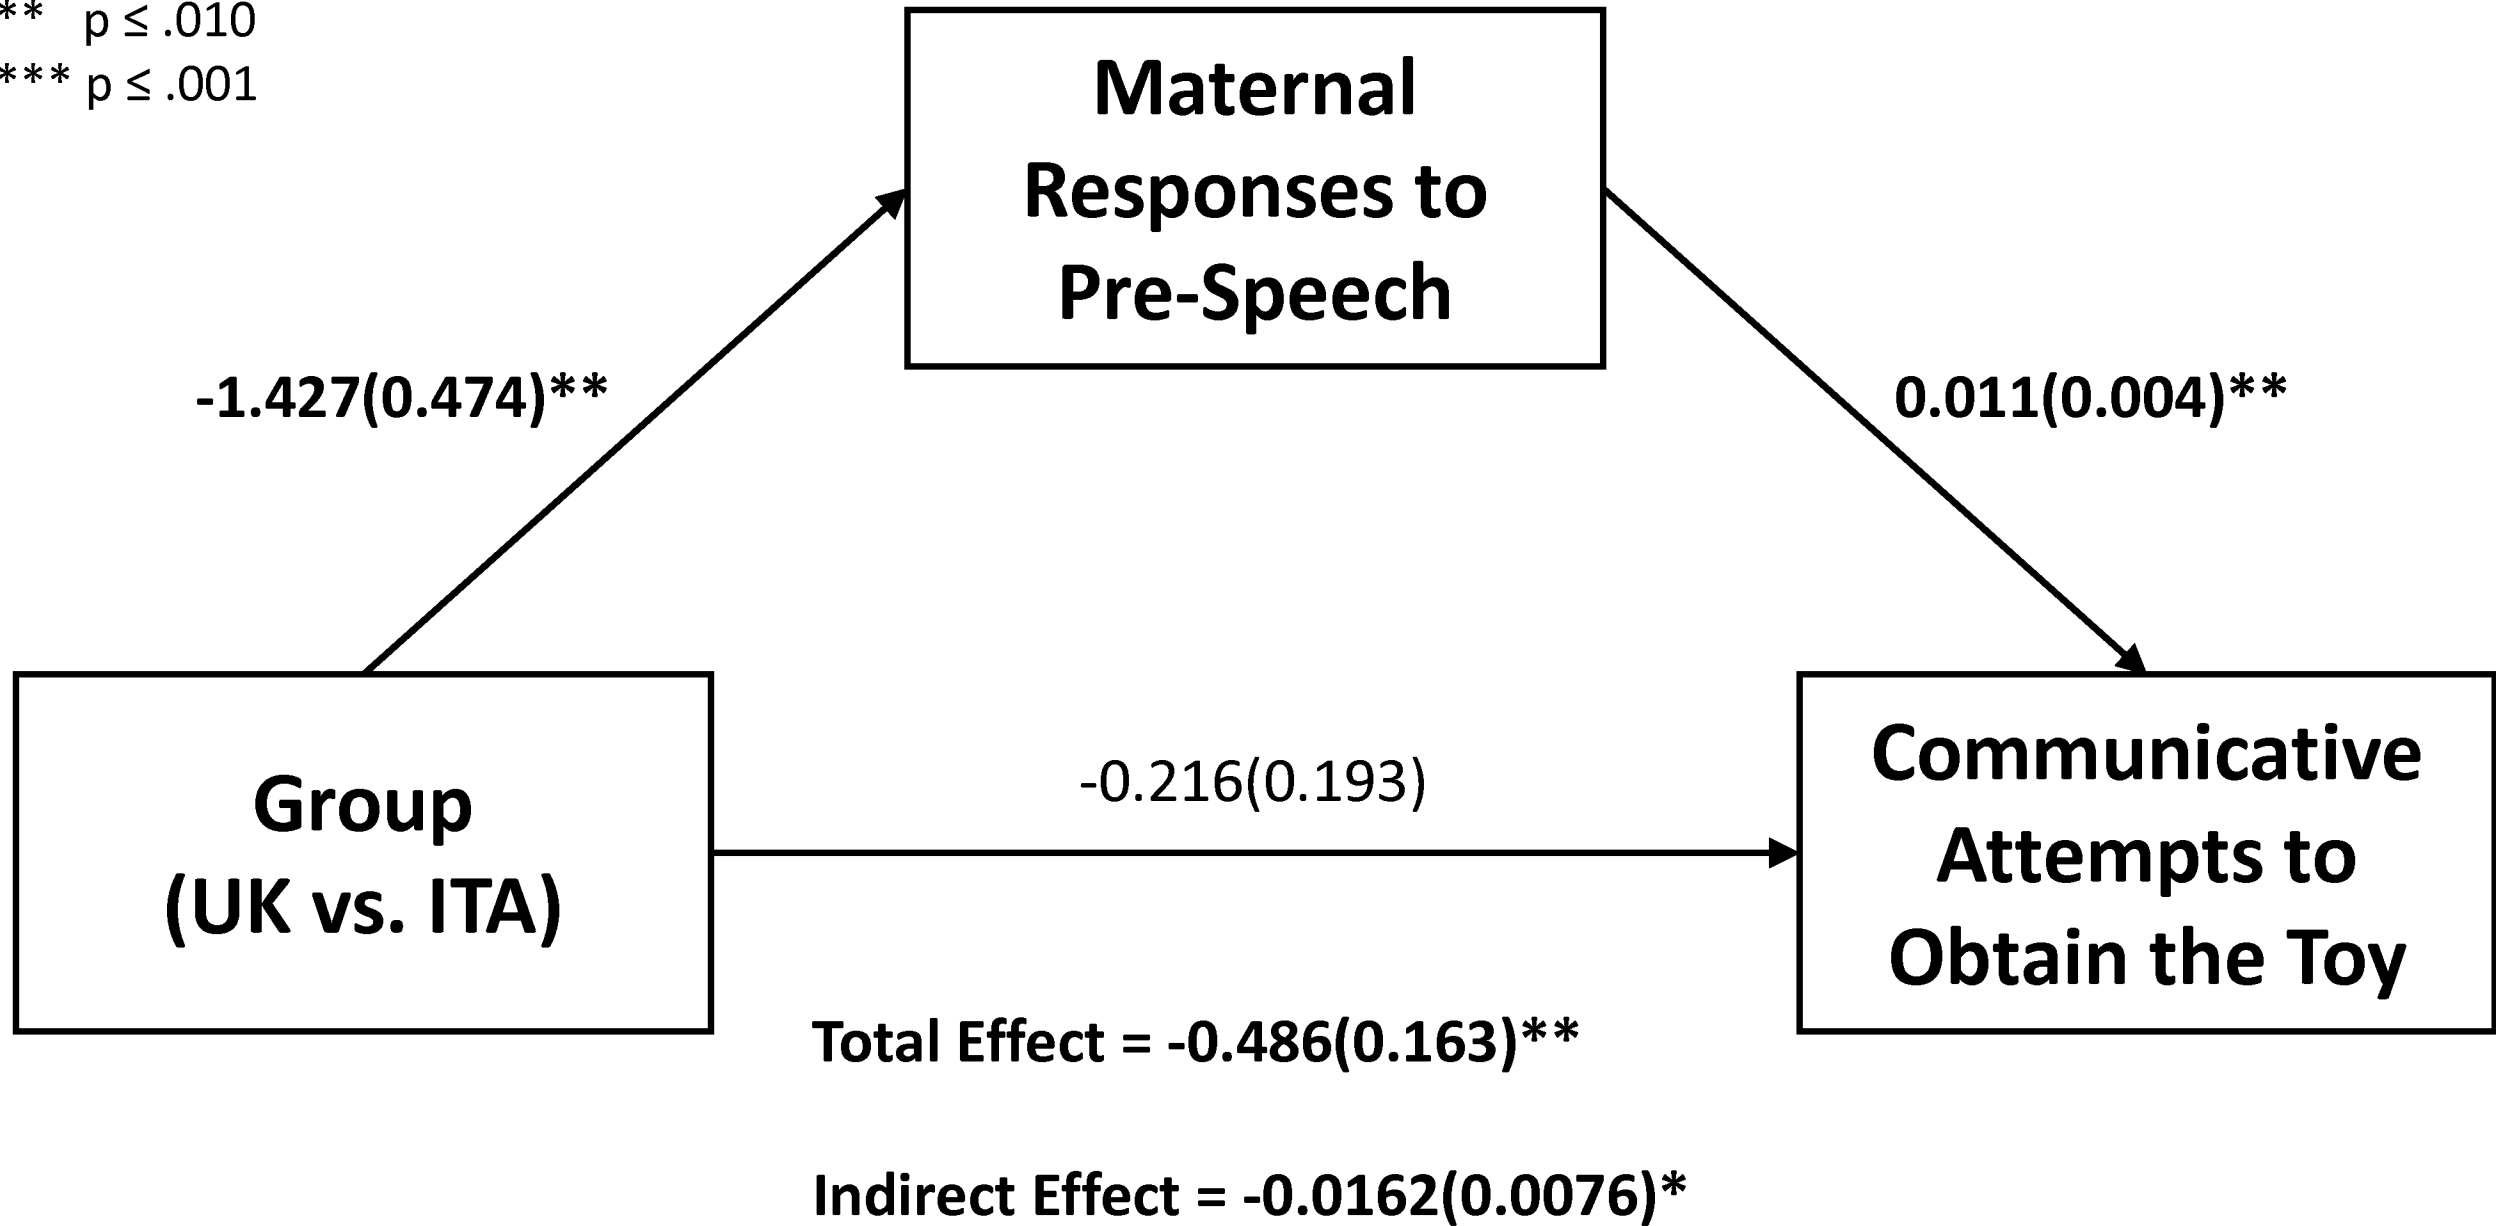 ** p ≤ .010
*** p ≤ .001
Maternal
Responses to
Pre-Speech
-1.427(0.474)**
0.011(0.004)**
Group
(UK vs. ITA)
-0.216(0.193)
Communicative
Attempts to
Obtain the Toy
Total Effect = -0.486(0.163)**
Indirect Effect = -0.0162(0.0076)*